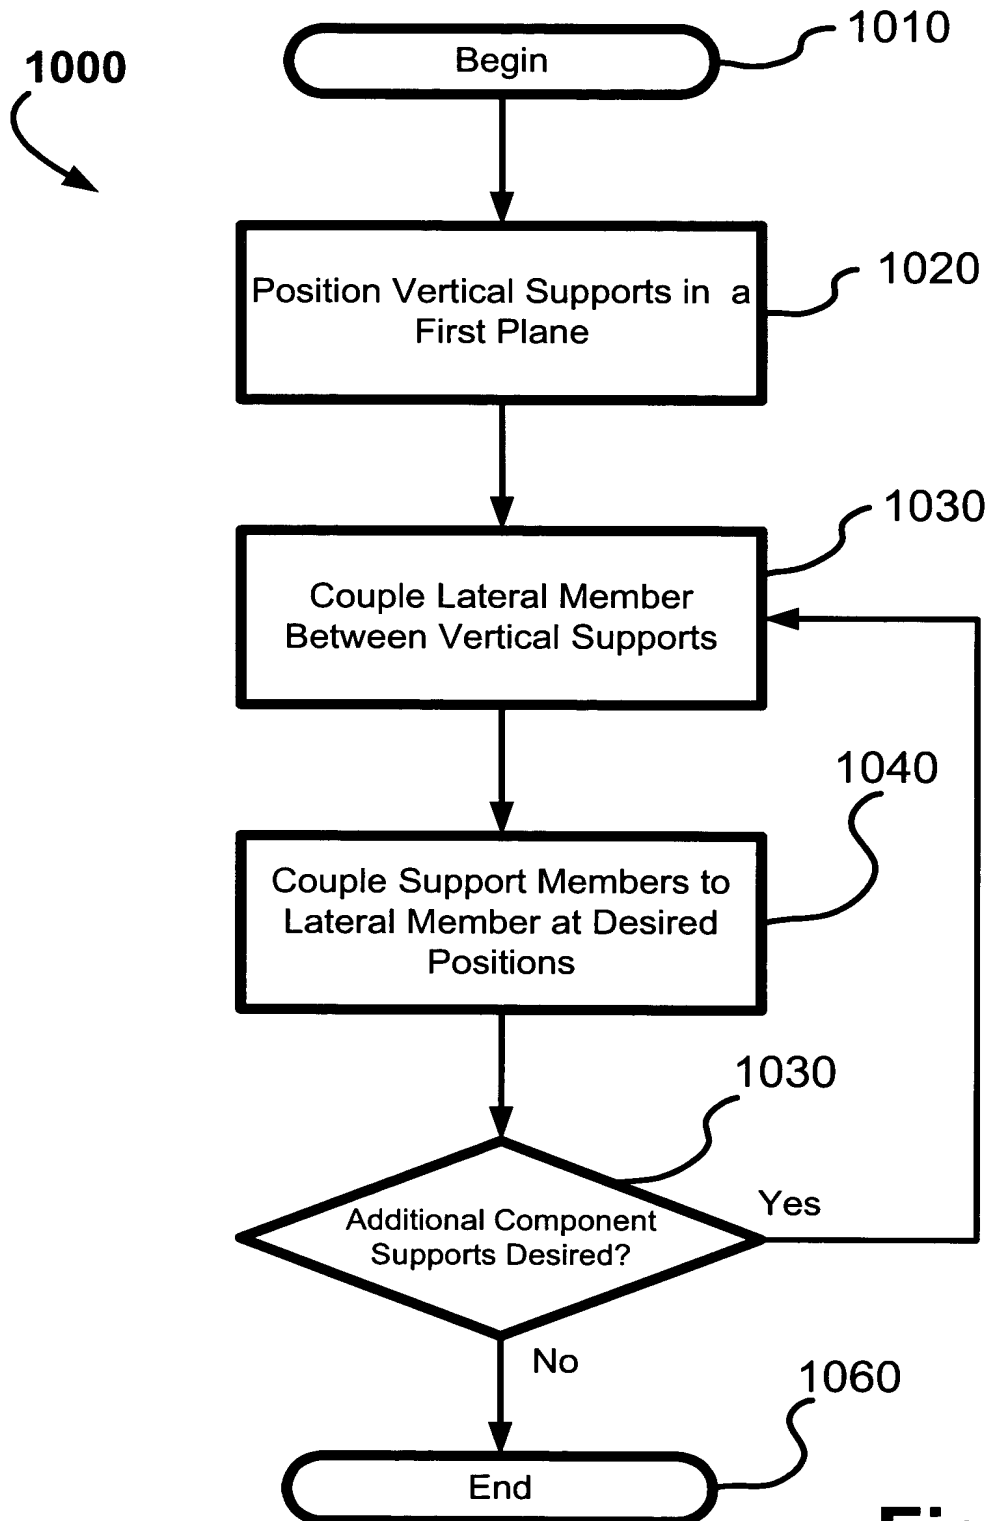 1000
Begin
1010
Position Vertical Supports in a
First Plane
1020
Couple Lateral Member
Between Vertical Supports
1030
Couple Support Members to
Lateral Member at Desired
Positions
1040
Additional Component
Supports Desired?
1030
Yes
No
End
1060